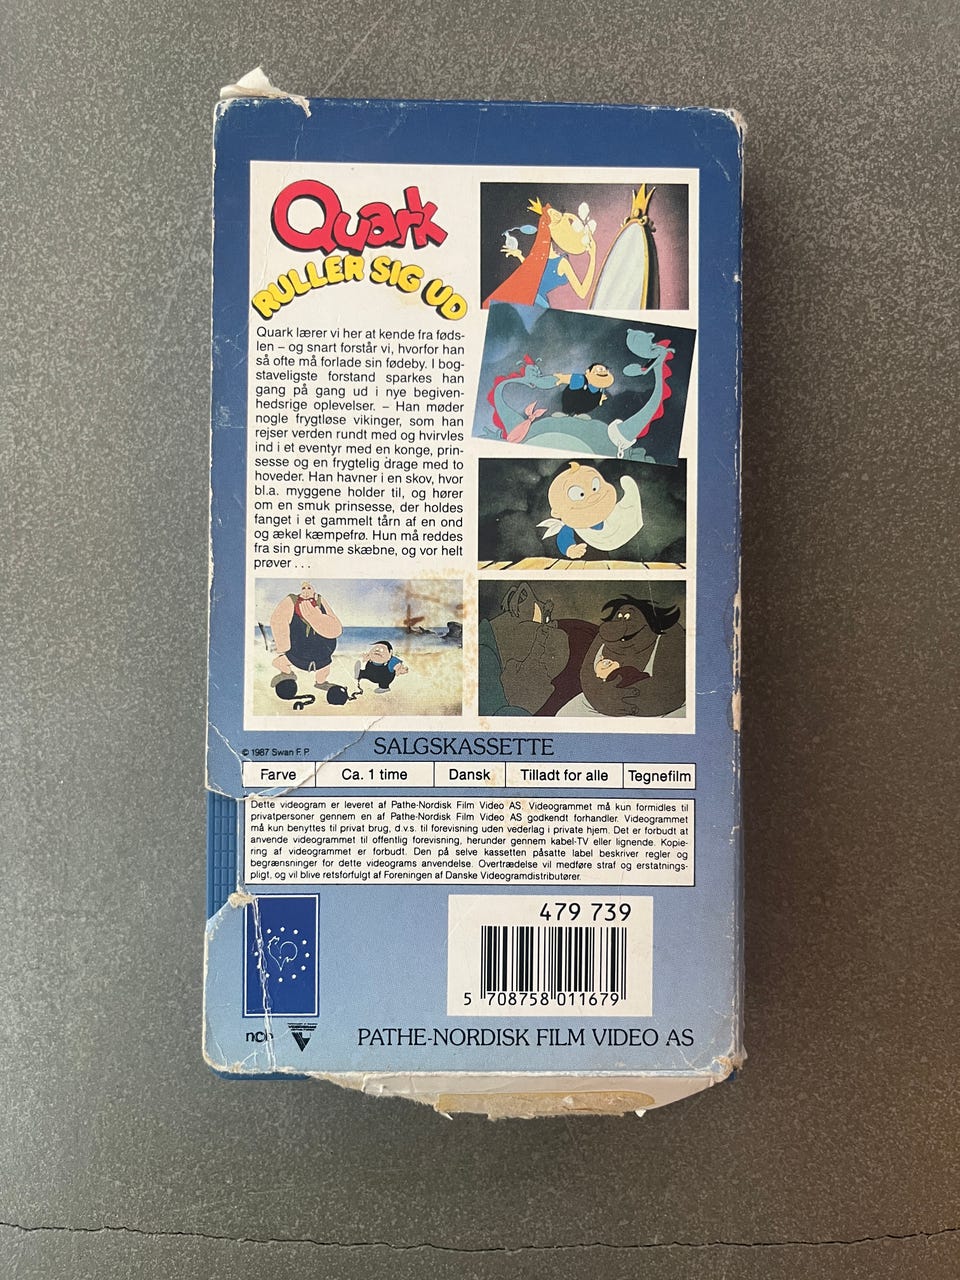 Quark
RULLER SIG UD
Quark lærer vi her at kende fra føds-
len – og snart forstår vi, hvorfor han
så ofte må forlade sin fødeby. I bog-
staveligste forstand sparkes han
gang på gang ud i nye begiven-
hedsrige oplevelser. – Han møder
nogle frygtløse vikinger, som han
rejser verden rundt med og hvirvles
ind i et eventyr med en konge, prin-
sesse og en frygtelig drage med to
hoveder. Han havner i en skov, hvor
bl.a. myggene holder til, og hører
om en smuk prinsesse, der holdes
fanget i et gammelt tårn af en ond
og ækel kæmpefrø. Hun må reddes
fra sin grumme skæbne, og vor helt
prøver . . .
© 1987 Swan F. P.
SALGSKASSETTE
Farve Ca. 1 time Dansk Tilladt for alle Tegnefilm
Dette videogram er leveret af Pathe-Nordisk Film Video AS. Videogrammet må kun formidles til
privatpersoner gennem en af Pathe-Nordisk Film Video AS godkendt forhandler. Videogrammet
må kun benyttes til privat brug, d.v.s. til forevisning uden vederlag i private hjem. Det er forbudt at
anvende videogrammet til offentlig forevisning, herunder gennem kabel-TV eller lignende. Kopie-
ring af videogrammet er forbudt. Den på selve kassetten påsatte label beskriver regler og
begrænsninger for dette videograms anvendelse. Overtrædelse vil medføre straf og erstatnings-
pligt, og vil blive retsforfulgt af Foreningen af Danske Videogramdistributører.
479 739
5 708758 011679
ncb
PATHE-NORDISK FILM VIDEO AS